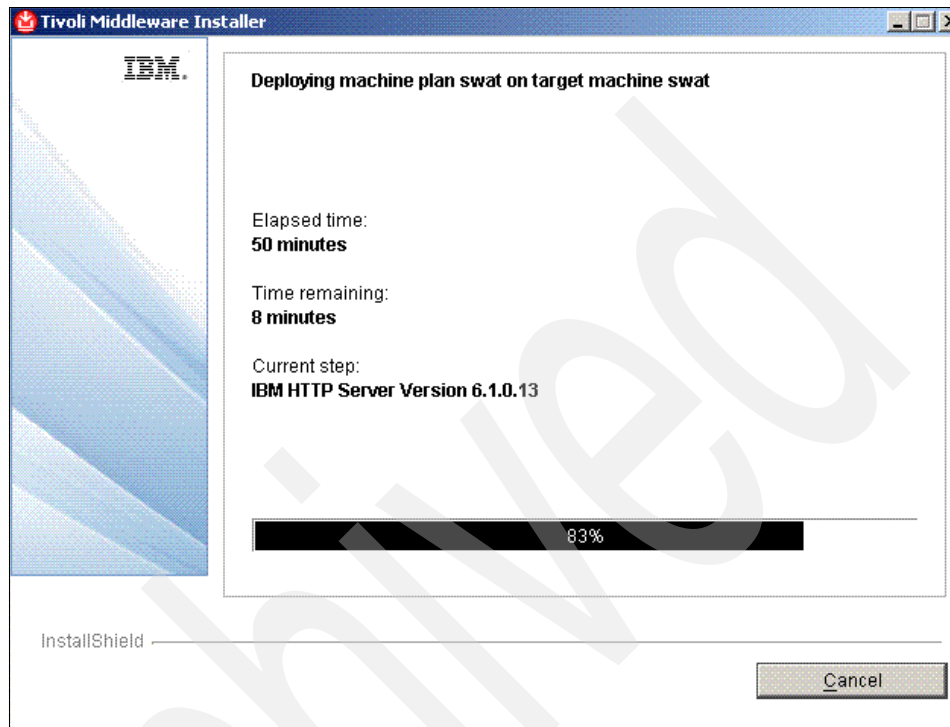 Tivoli Middleware Installer
IBM.
Deploying machine plan swat on target machine swat
Elapsed time:
50 minutes
Time remaining:
8 minutes
Current step:
IBM HTTP Server Version 6.1.0.13
83%
InstallShield
Cancel